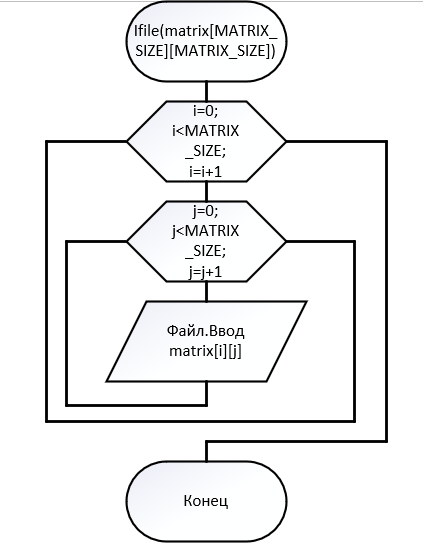 Ifile(matrix[MATRIX_
SIZE][MATRIX_SIZE])
i=0;
i<MATRIX
_SIZE;
i=i+1
j=0;
j<MATRIX
_SIZE;
j=j+1
Файл.Ввод
matrix[i][j]
Конец